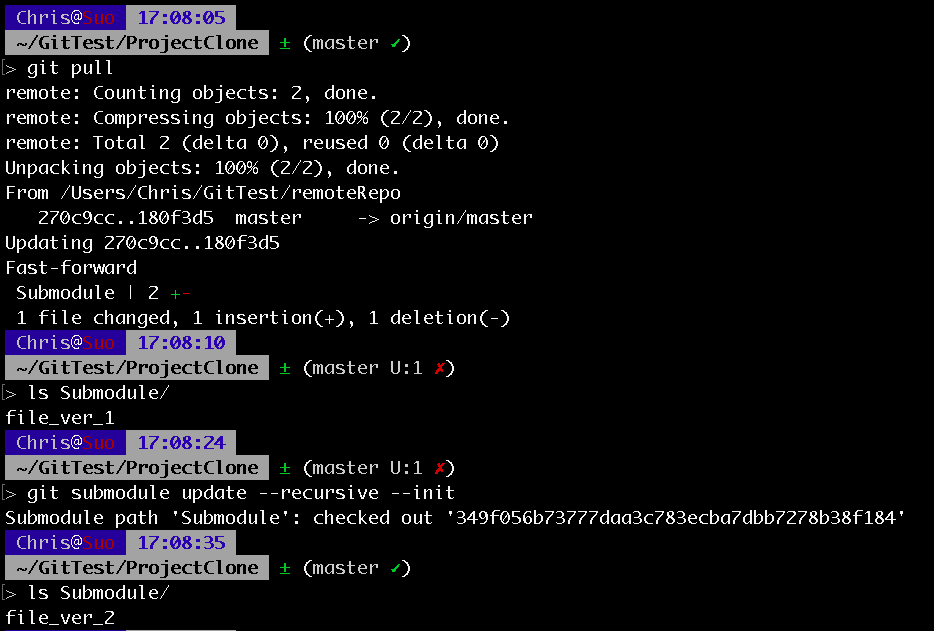 Chris@Suo 17:08:05
~/GitTest/ProjectClone ± (master ✓)
> git pull
remote: Counting objects: 2, done.
remote: Compressing objects: 100% (2/2), done.
remote: Total 2 (delta 0), reused 0 (delta 0)
Unpacking objects: 100% (2/2), done.
From /Users/Chris/GitTest/remoteRepo
   270c9cc..180f3d5  master     -> origin/master
Updating 270c9cc..180f3d5
Fast-forward
 Submodule | 2 +-
 1 file changed, 1 insertion(+), 1 deletion(-)
Chris@Suo 17:08:10
~/GitTest/ProjectClone ± (master U:1 ✗)
> ls Submodule/
file_ver_1
Chris@Suo 17:08:24
~/GitTest/ProjectClone ± (master U:1 ✗)
> git submodule update --recursive --init
Submodule path 'Submodule': checked out '349f056b73777daa3c783ecba7dbb7278b38f184'
Chris@Suo 17:08:35
~/GitTest/ProjectClone ± (master ✓)
> ls Submodule/
file_ver_2